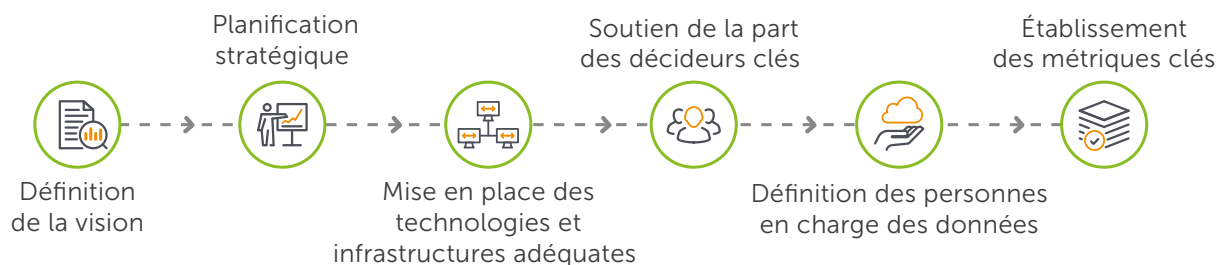 Définition
de la vision
Planification
stratégique
Mise en place des
technologies et
infrastructures adéquates
Soutien de la part
des décideurs clés
Définition des personnes
en charge des données
Établissement
des métriques clés